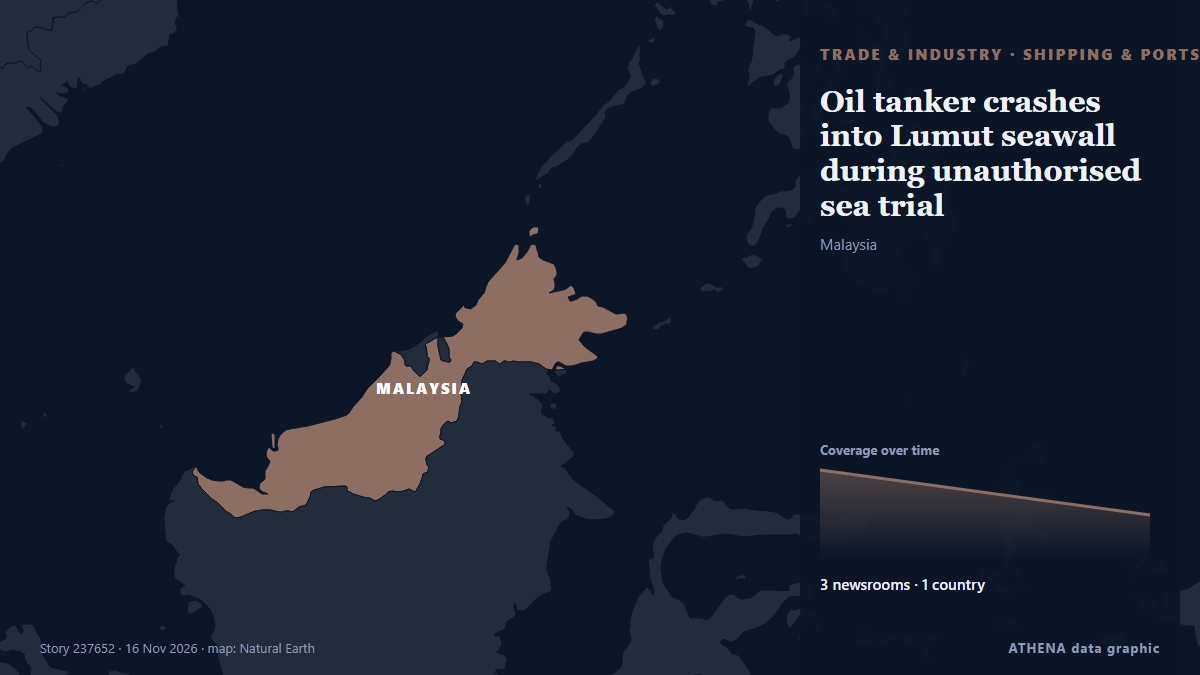 TRADE & INDUSTRY · SHIPPING & PORTS
Oil tanker crashes
into Lumut seawall
during unauthorised
sea trial
Malaysia
MALAYSIA
Coverage over time
3 newsrooms · 1 country
Story 237652 · 16 Nov 2026 · map: Natural Earth
ATHENA data graphic